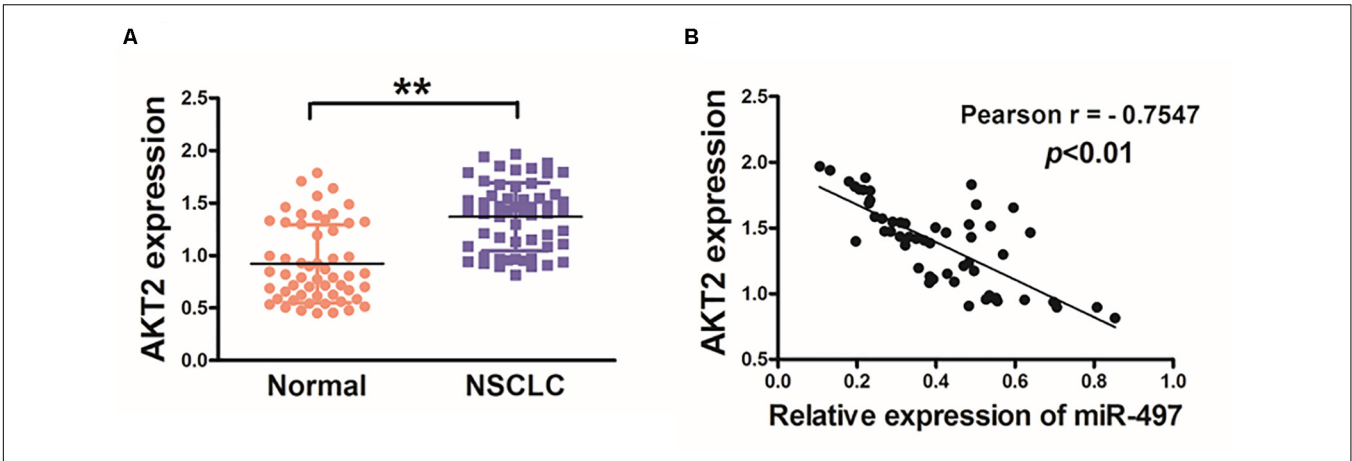 A
**
AKT2 expression
2.5
2.0
1.5
1.0
0.5
0.0
Normal NSCLC
B
Pearson r = - 0.7547
p<0.01
AKT2 expression
2.5
2.0
1.5
1.0
0.5
0.0 0.2 0.4 0.6 0.8 1.0
Relative expression of miR-497